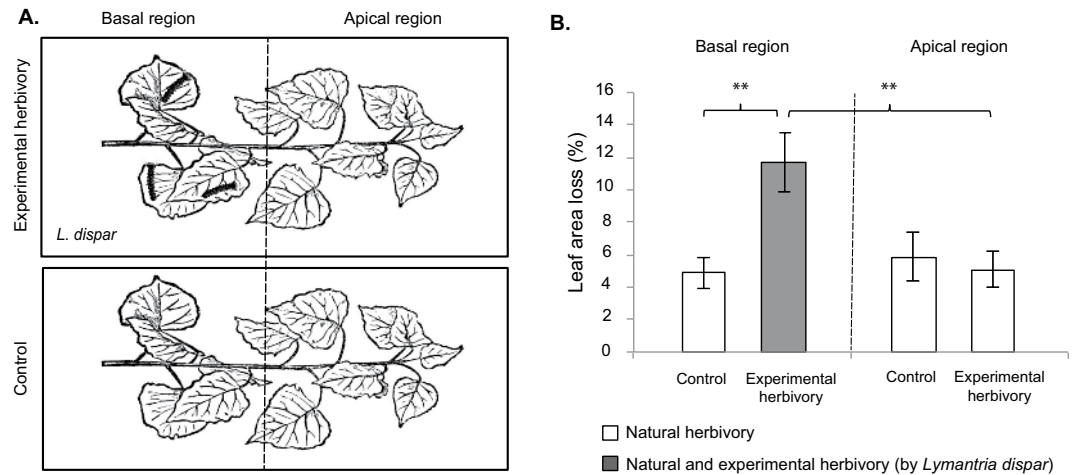 A.
Basal region Apical region
Experimental herbivory
L. dispar
Control
B.
Basal region Apical region
** **
Leaf area loss (%)
16
14
12
10
8
6
4
2
0
Control Experimental herbivory Control Experimental herbivory
Natural herbivory
Natural and experimental herbivory (by Lymantria dispar)